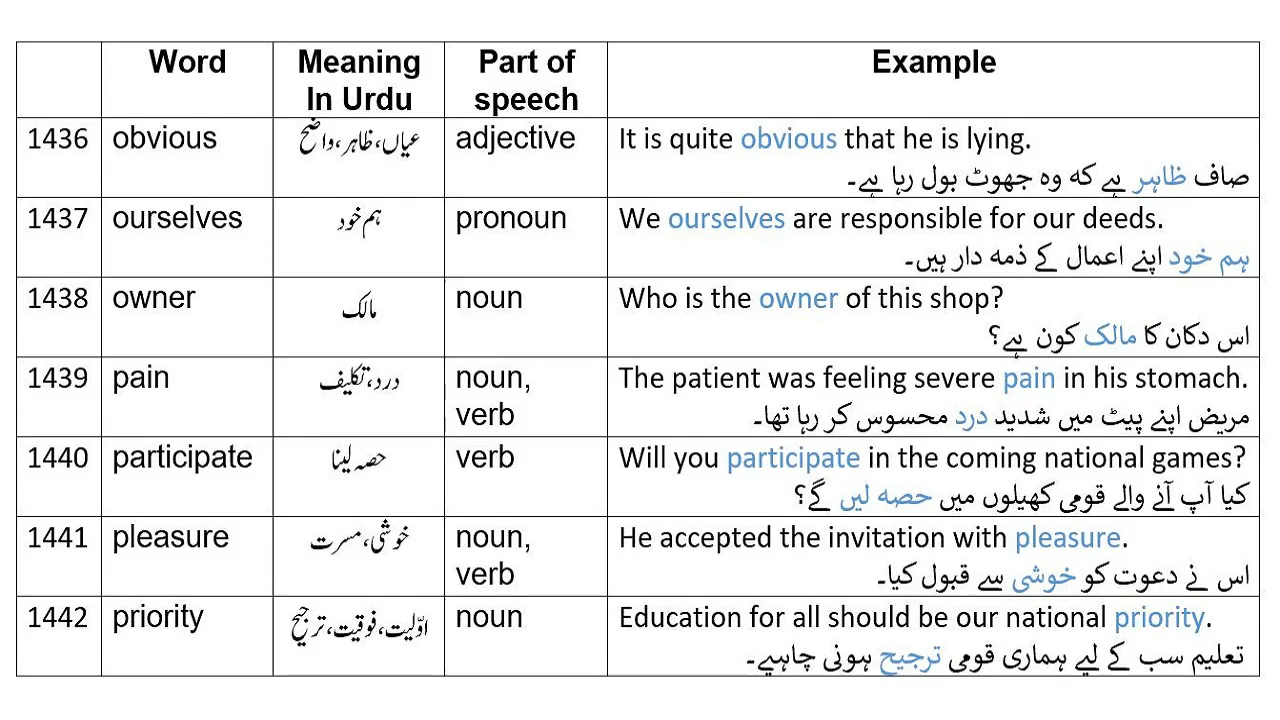 Word Meaning In Urdu Part of speech Example
1436 obvious عیاں، ظاہر، واضح adjective It is quite obvious that he is lying.
صاف ظاہر ہے کہ وہ جھوٹ بول رہا ہے۔
1437 ourselves ہم خود pronoun We ourselves are responsible for our deeds.
ہم خود اپنے اعمال کے ذمہ دار ہیں۔
1438 owner مالک noun Who is the owner of this shop?
اس دکان کا مالک کون ہے؟
1439 pain درد، تکلیف noun, verb The patient was feeling severe pain in his stomach.
مریض اپنے پیٹ میں شدید درد محسوس کر رہا تھا۔
1440 participate حصہ لینا verb Will you participate in the coming national games?
کیا آپ آنے والے قومی کھیلوں میں حصہ لیں گے؟
1441 pleasure خوشی، مسرت noun, verb He accepted the invitation with pleasure.
اس نے دعوت کو خوشی سے قبول کیا۔
1442 priority اوّلیت، فوقیت، ترجیح noun Education for all should be our national priority.
تعلیم سب کے لیے ہماری قومی ترجیح ہونی چاہیے۔